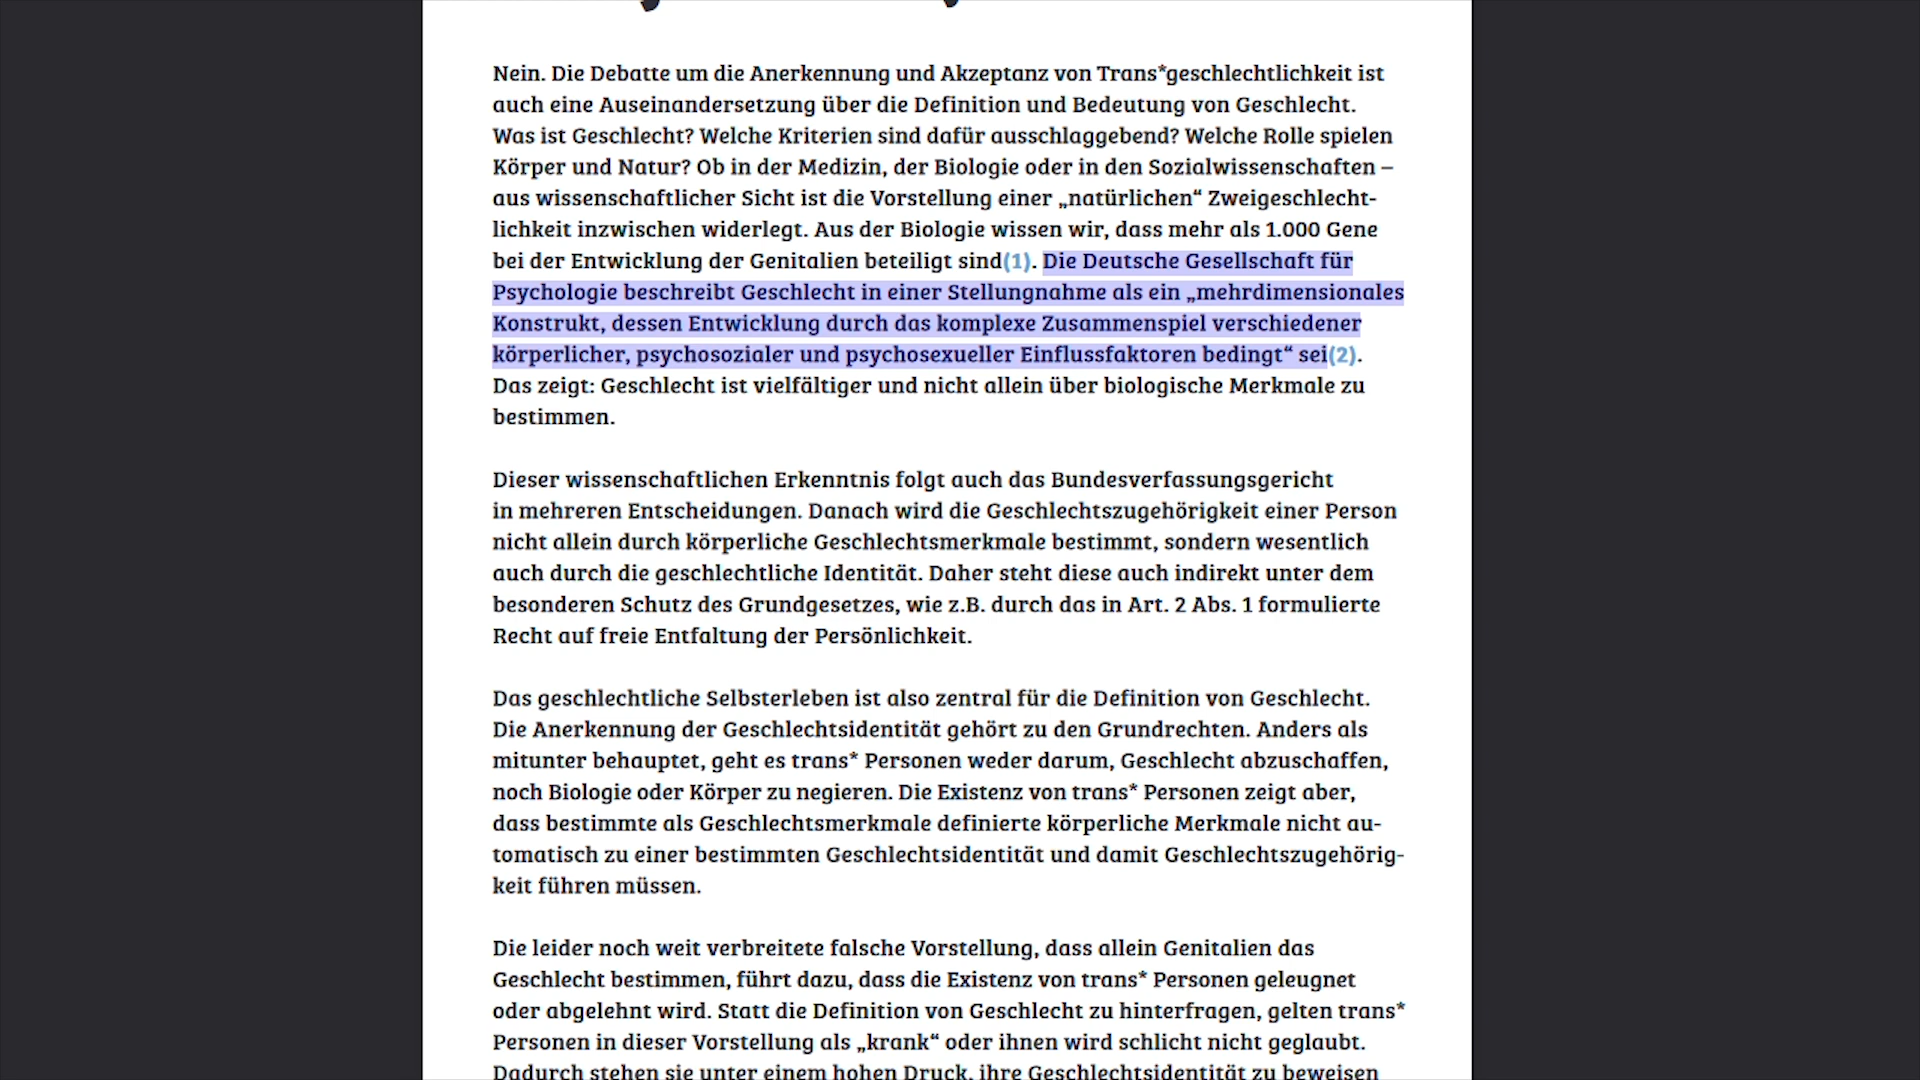 Nein. Die Debatte um die Anerkennung und Akzeptanz von Trans*geschlechtlichkeit ist
auch eine Auseinandersetzung über die Definition und Bedeutung von Geschlecht.
Was ist Geschlecht? Welche Kriterien sind dafür ausschlaggebend? Welche Rolle spielen
Körper und Natur? Ob in der Medizin, der Biologie oder in den Sozialwissenschaften –
aus wissenschaftlicher Sicht ist die Vorstellung einer „natürlichen“ Zweigeschlecht-
lichkeit inzwischen widerlegt. Aus der Biologie wissen wir, dass mehr als 1.000 Gene
bei der Entwicklung der Genitalien beteiligt sind(1). Die Deutsche Gesellschaft für
Psychologie beschreibt Geschlecht in einer Stellungnahme als ein „mehrdimensionales
Konstrukt, dessen Entwicklung durch das komplexe Zusammenspiel verschiedener
körperlicher, psychosozialer und psychosexueller Einflussfaktoren bedingt“ sei(2).
Das zeigt: Geschlecht ist vielfältiger und nicht allein über biologische Merkmale zu
bestimmen.
Dieser wissenschaftlichen Erkenntnis folgt auch das Bundesverfassungsgericht
in mehreren Entscheidungen. Danach wird die Geschlechtszugehörigkeit einer Person
nicht allein durch körperliche Geschlechtsmerkmale bestimmt, sondern wesentlich
auch durch die geschlechtliche Identität. Daher steht diese auch indirekt unter dem
besonderen Schutz des Grundgesetzes, wie z.B. durch das in Art. 2 Abs. 1 formulierte
Recht auf freie Entfaltung der Persönlichkeit.
Das geschlechtliche Selbsterleben ist also zentral für die Definition von Geschlecht.
Die Anerkennung der Geschlechtsidentität gehört zu den Grundrechten. Anders als
mitunter behauptet, geht es trans* Personen weder darum, Geschlecht abzuschaffen,
noch Biologie oder Körper zu negieren. Die Existenz von trans* Personen zeigt aber,
dass bestimmte als Geschlechtsmerkmale definierte körperliche Merkmale nicht au-
tomatisch zu einer bestimmten Geschlechtsidentität und damit Geschlechtszugehörig-
keit führen müssen.
Die leider noch weit verbreitete falsche Vorstellung, dass allein Genitalien das
Geschlecht bestimmen, führt dazu, dass die Existenz von trans* Personen geleugnet
oder abgelehnt wird. Statt die Definition von Geschlecht zu hinterfragen, gelten trans*
Personen in dieser Vorstellung als „krank“ oder ihnen wird schlicht nicht geglaubt.
Dadurch stehen sie unter einem hohen Druck, ihre Geschlechtsidentität zu beweisen